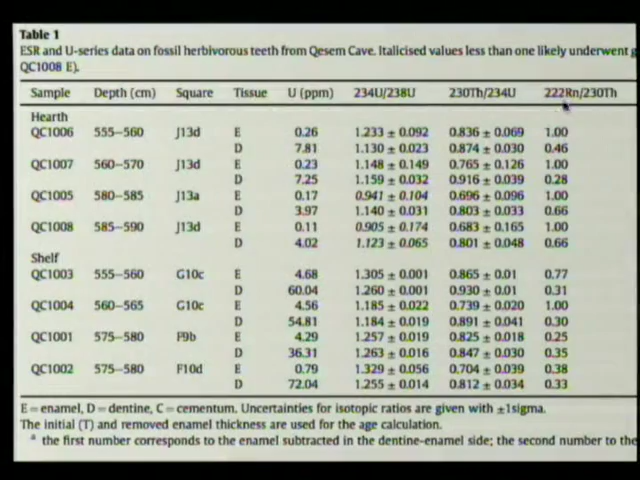 Table 1
ESR and U-series data on fossil herbivorous teeth from Qesem Cave. Italicised values less than one likely underwent
QC1008 E).
Sample Depth (cm) Square Tissue U (ppm) 234U/238U 230Th/234U 222Rn/230Th
Hearth
QC1006 555–560 J13d E 0.26 1.233 ± 0.092 0.836 ± 0.069 1.00
D 7.81 1.130 ± 0.023 0.874 ± 0.030 0.46
QC1007 560–570 J13d E 0.23 1.148 ± 0.149 0.765 ± 0.126 1.00
D 7.25 1.159 ± 0.032 0.916 ± 0.039 0.28
QC1005 580–585 J13a E 0.17 0.941 ± 0.104 0.696 ± 0.096 1.00
D 3.97 1.140 ± 0.031 0.803 ± 0.033 0.66
QC1008 585–590 J13d E 0.11 0.905 ± 0.174 0.683 ± 0.165 1.00
D 4.02 1.123 ± 0.065 0.801 ± 0.048 0.66
Shelf
QC1003 555–560 G10c E 4.68 1.305 ± 0.001 0.865 ± 0.01 0.77
D 60.04 1.260 ± 0.001 0.930 ± 0.01 0.31
QC1004 560–565 G10c E 4.56 1.185 ± 0.022 0.739 ± 0.020 1.00
D 54.81 1.184 ± 0.019 0.891 ± 0.041 0.30
QC1001 575–580 F9b E 4.29 1.257 ± 0.019 0.825 ± 0.018 0.25
D 36.31 1.263 ± 0.016 0.847 ± 0.030 0.35
QC1002 575–580 F10d E 0.79 1.329 ± 0.056 0.704 ± 0.039 0.38
D 72.04 1.255 ± 0.014 0.812 ± 0.034 0.33
E = enamel, D = dentine, C = cementum. Uncertainties for isotopic ratios are given with ±1sigma.
The initial (T) and removed enamel thickness are used for the age calculation.
a the first number corresponds to the enamel subtracted in the dentine-enamel side; the second number to the